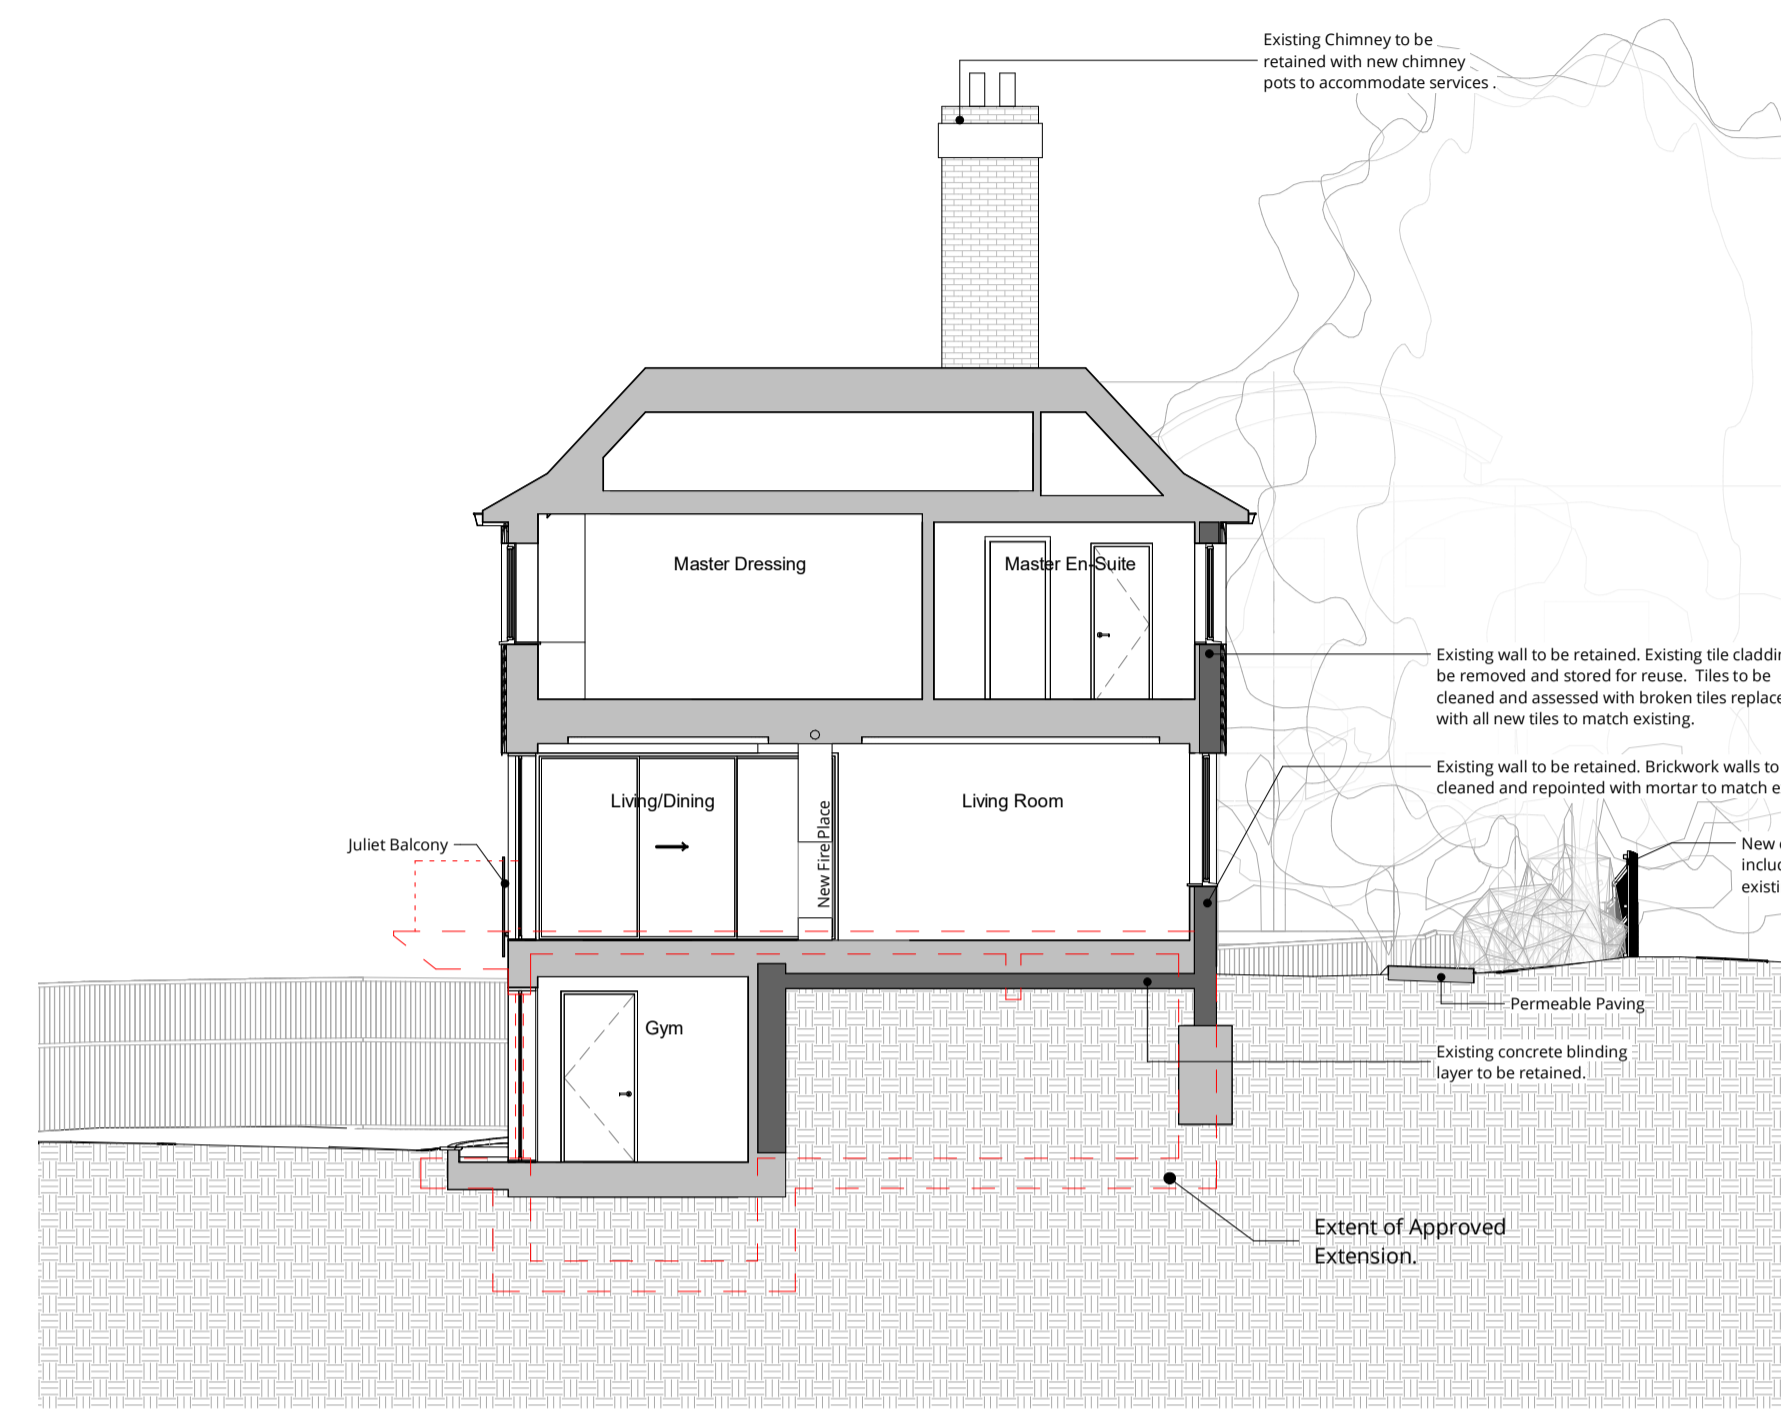 Existing Chimney to be
retained with new chimney
pots to accommodate services .
Master Dressing
Master En-Suite
Existing wall to be retained. Existing tile
be removed and stored for reuse. Tiles to be
cleaned and assessed with broken tiles
with all new tiles to match existing.
Existing wall to be retained. Brickwork walls to
cleaned and repointed with mortar to match
Living/Dining
New Fire Place
Living Room
Juliet Balcony
New
Gym
Permeable Paving
Existing concrete blinding
layer to be retained.
Extent of Approved
Extension.